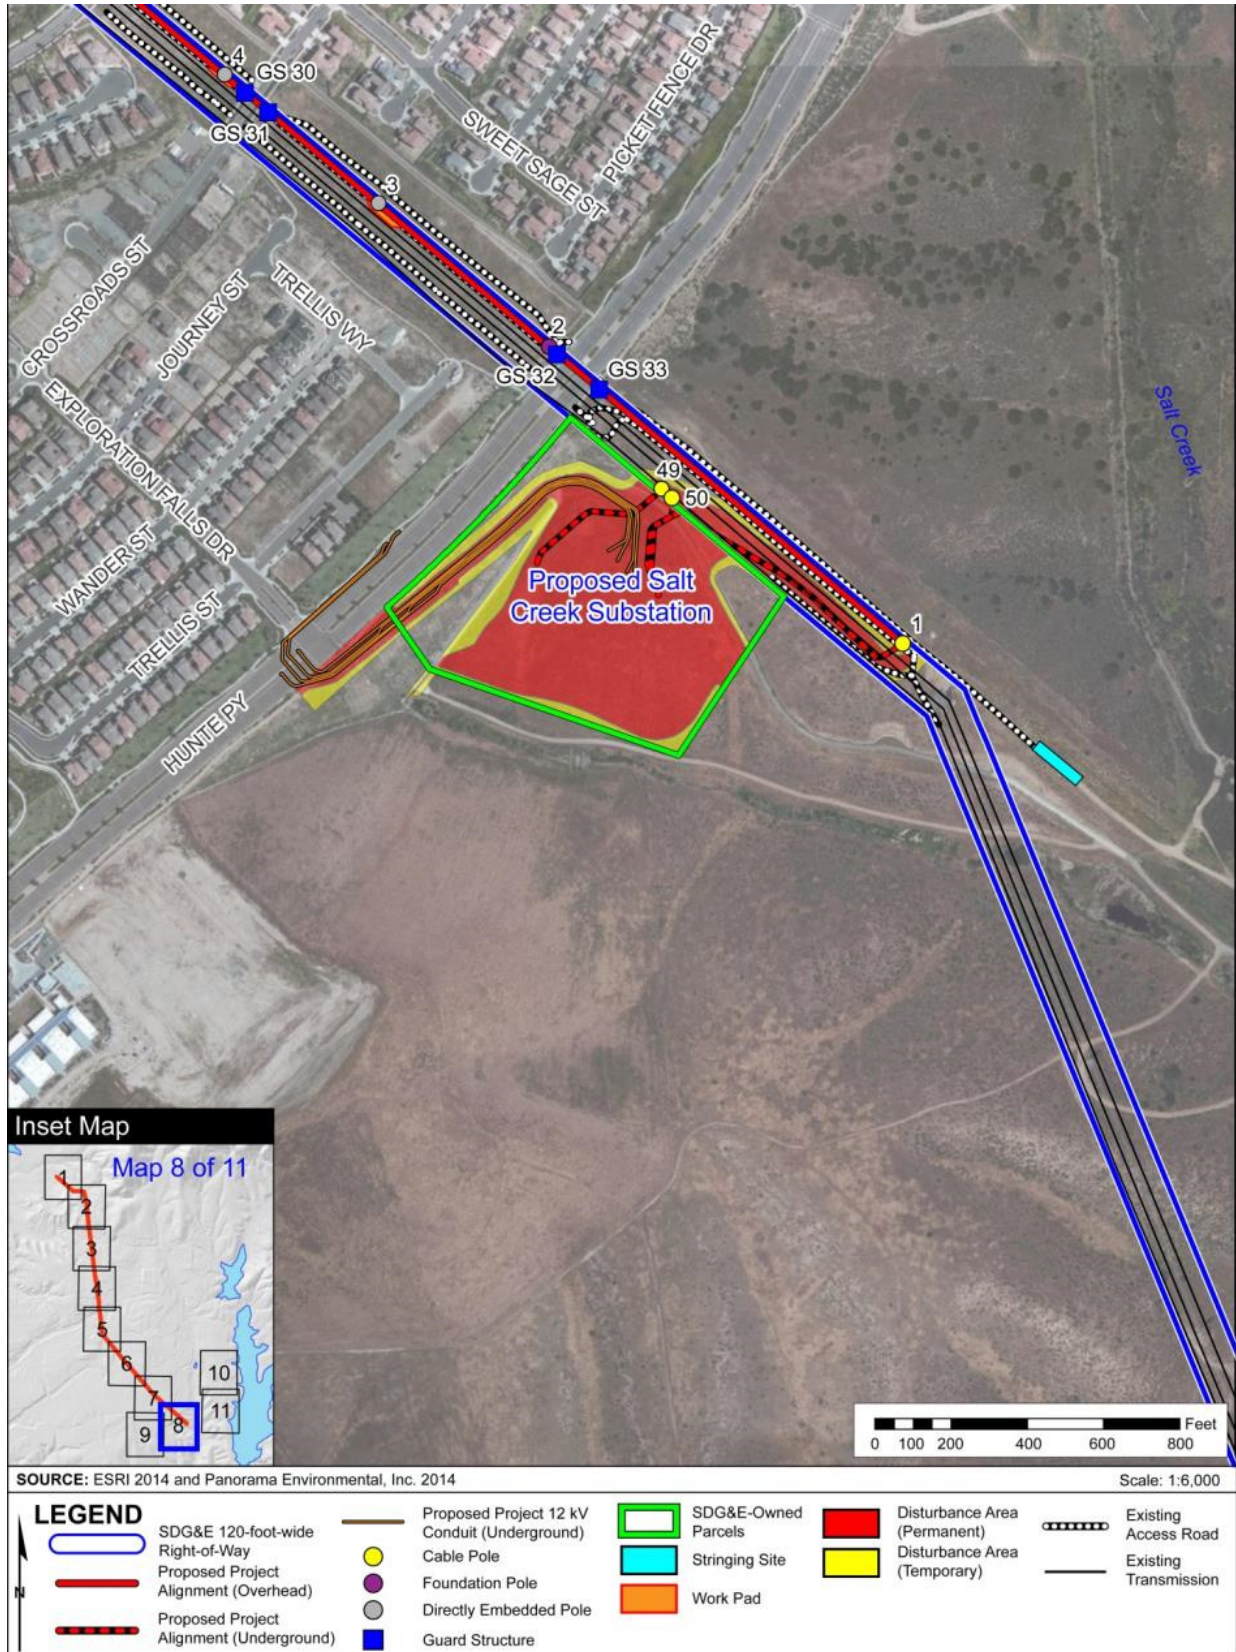 4
GS 30
GS 31
3
SWEET SAGE ST
PICKET FENCE DR
CROSSROADS ST
JOURNEY ST
TRELLIS WY
2
GS 32
GS 33
Salt Creek
EXPLORATION FALLS DR
49
50
WANDER ST
TRELLIS ST
Proposed Salt
Creek Substation
1
HUNTE PY
Inset Map
Map 8 of 11
1
2
3
4
5
6
7
8
9
10
11
Feet
0 100 200 400 600 800
SOURCE: ESRI 2014 and Panorama Environmental, Inc. 2014
Scale: 1:6,000
LEGEND
N
SDG&E 120-foot-wide
Right-of-Way
Proposed Project
Alignment (Overhead)
Proposed Project
Alignment (Underground)
Proposed Project 12 kV
Conduit (Underground)
Cable Pole
Foundation Pole
Directly Embedded Pole
Guard Structure
SDG&E-Owned
Parcels
Stringing Site
Work Pad
Disturbance Area
(Permanent)
Disturbance Area
(Temporary)
Existing
Access Road
Existing
Transmission